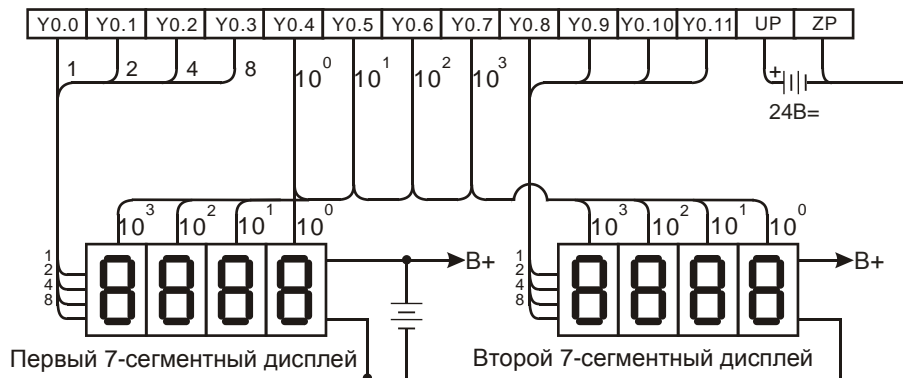 Y0.0 Y0.1 Y0.2 Y0.3 Y0.4 Y0.5 Y0.6 Y0.7 Y0.8 Y0.9 Y0.10 Y0.11 UP ZP
1 2 4 8 10⁰ 10¹ 10² 10³ +
24В=
10³ 10² 10¹ 10⁰ 10³ 10² 10¹ 10⁰
1 B+ 1 B+
2 2
4 4
8 8
Первый 7-сегментный дисплей Второй 7-сегментный дисплей